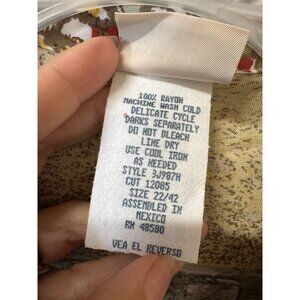 100% RAYON
MACHINE WASH COLD
DELICATE CYCLE
DARKS SEPARATELY
DO NOT BLEACH
LINE DRY
USE COOL IRON
AS NEEDED
STYLE 3J987H
CUT 12085
SIZE 22/42
ASSEMBLED IN
MEXICO
RN 48580
VEA EL REVERSO